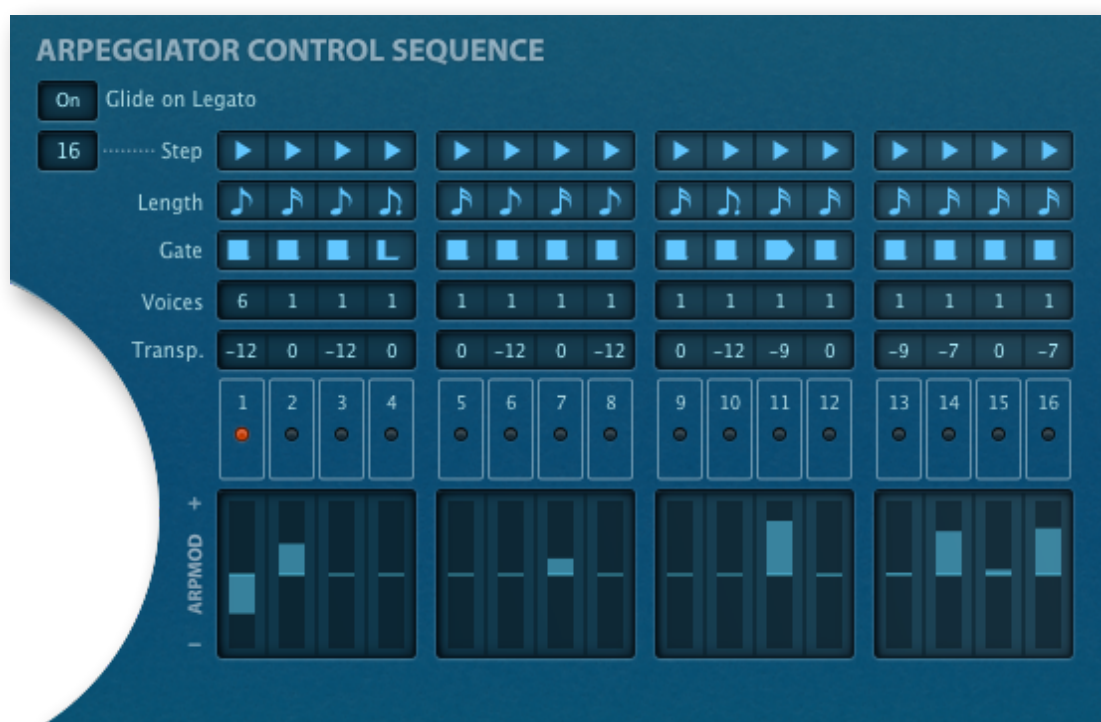 ARPEGGIATOR CONTROL SEQUENCE
On Glide on Legato
16 Step
Length
Gate
Voices 6 1 1 1 1 1 1 1 1 1 1 1 1 1 1 1
Transp. -12 0 -12 0 0 -12 0 -12 0 -12 -9 0 -9 -7 0 -7
1 2 3 4 5 6 7 8 9 10 11 12 13 14 15 16
+
ARPMOD
−